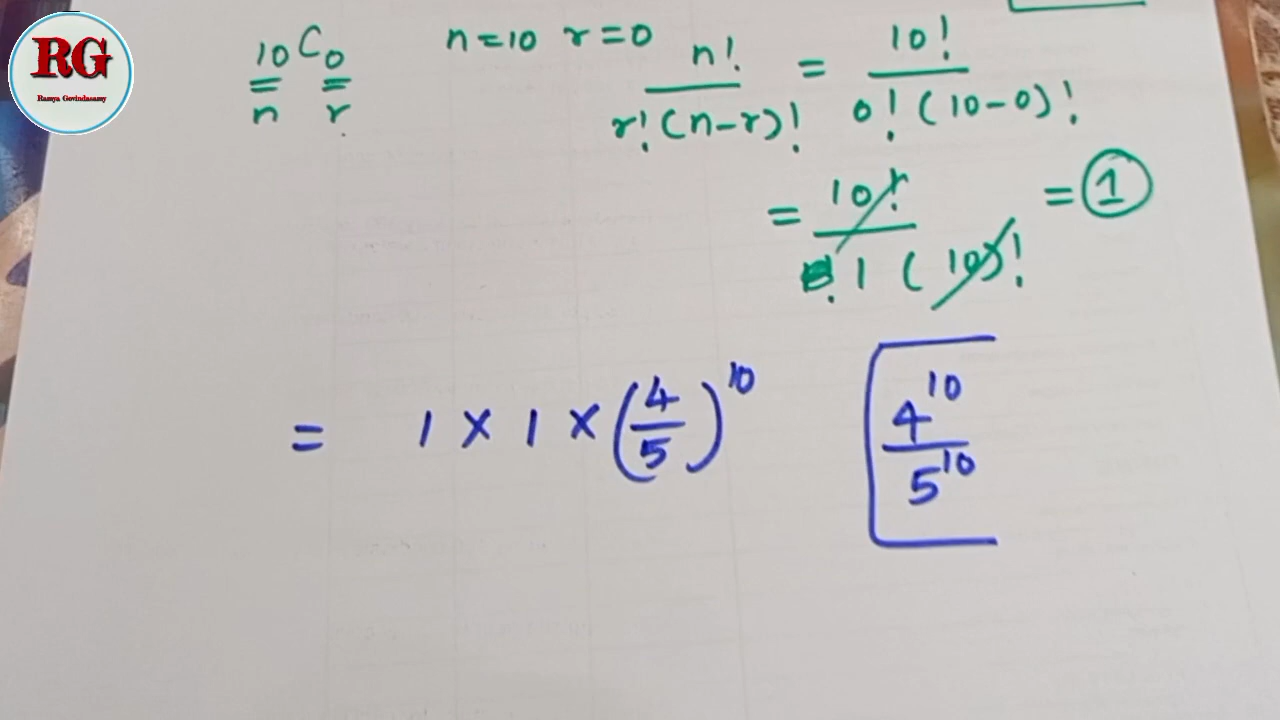 RG
Ramya Govindasamy
10C0 n=10 r=0 n!/r!(n-r)! = 10!/0!(10-0)!
n r
= 10!/1(10)! = 1
= 1 × 1 × (4/5)^10 4^10/5^10